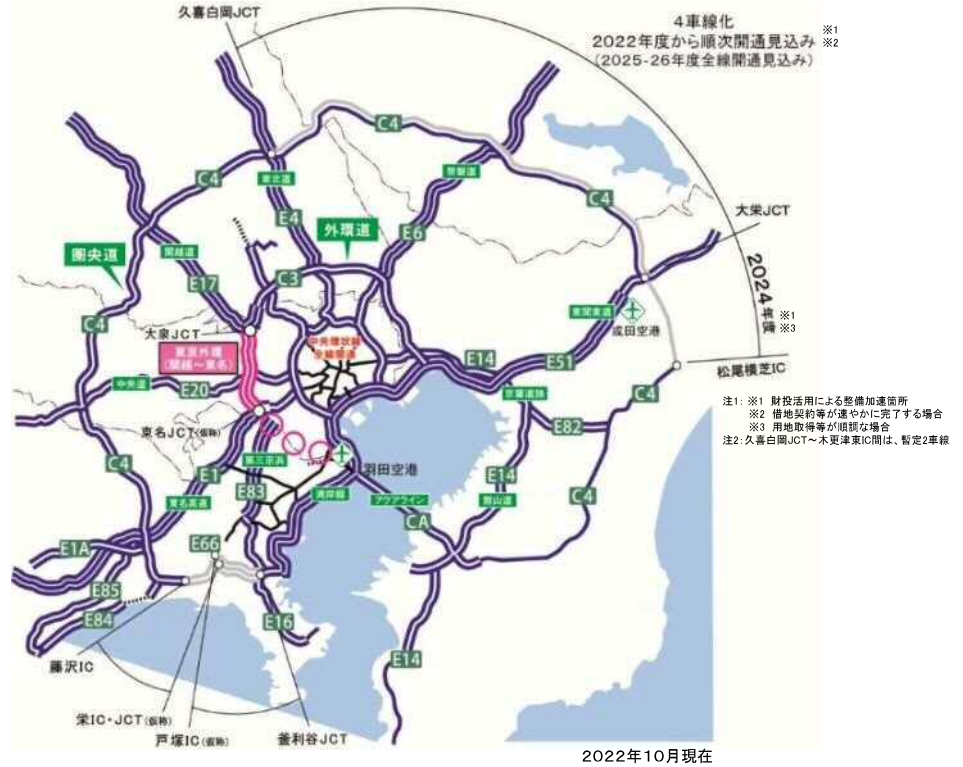 久喜白岡JCT
4車線化
2022年度から順次開通見込み ※1 ※2
(2025-26年度全線開通見込み)
C4
東北道
常磐道
C4
C4
E4
外環道
E6
大栄JCT
圏央道
関越道
E17
C3
2024年度 ※1 ※3
東関東道
成田空港
C4
大泉JCT
中央環状線
全線開通
東京外環
(関越～東名)
E14
E51
松尾横芝IC
中央道
E20
京葉道路
C4
注1: ※1 財投活用による整備加速箇所
※2 借地契約等が速やかに完了する場合
※3 用地取得等が順調な場合
注2:久喜白岡JCT～木更津東IC間は、暫定2車線
東名JCT(仮称)
E82
C4
第三京浜
羽田空港
E1
E83
湾岸線
アクアライン
E14
館山道
C4
東名高速
CA
E66
E1A
E85
E84
E16
E14
藤沢IC
栄IC・JCT(仮称)
戸塚IC(仮称)
釜利谷JCT
2022年10月現在